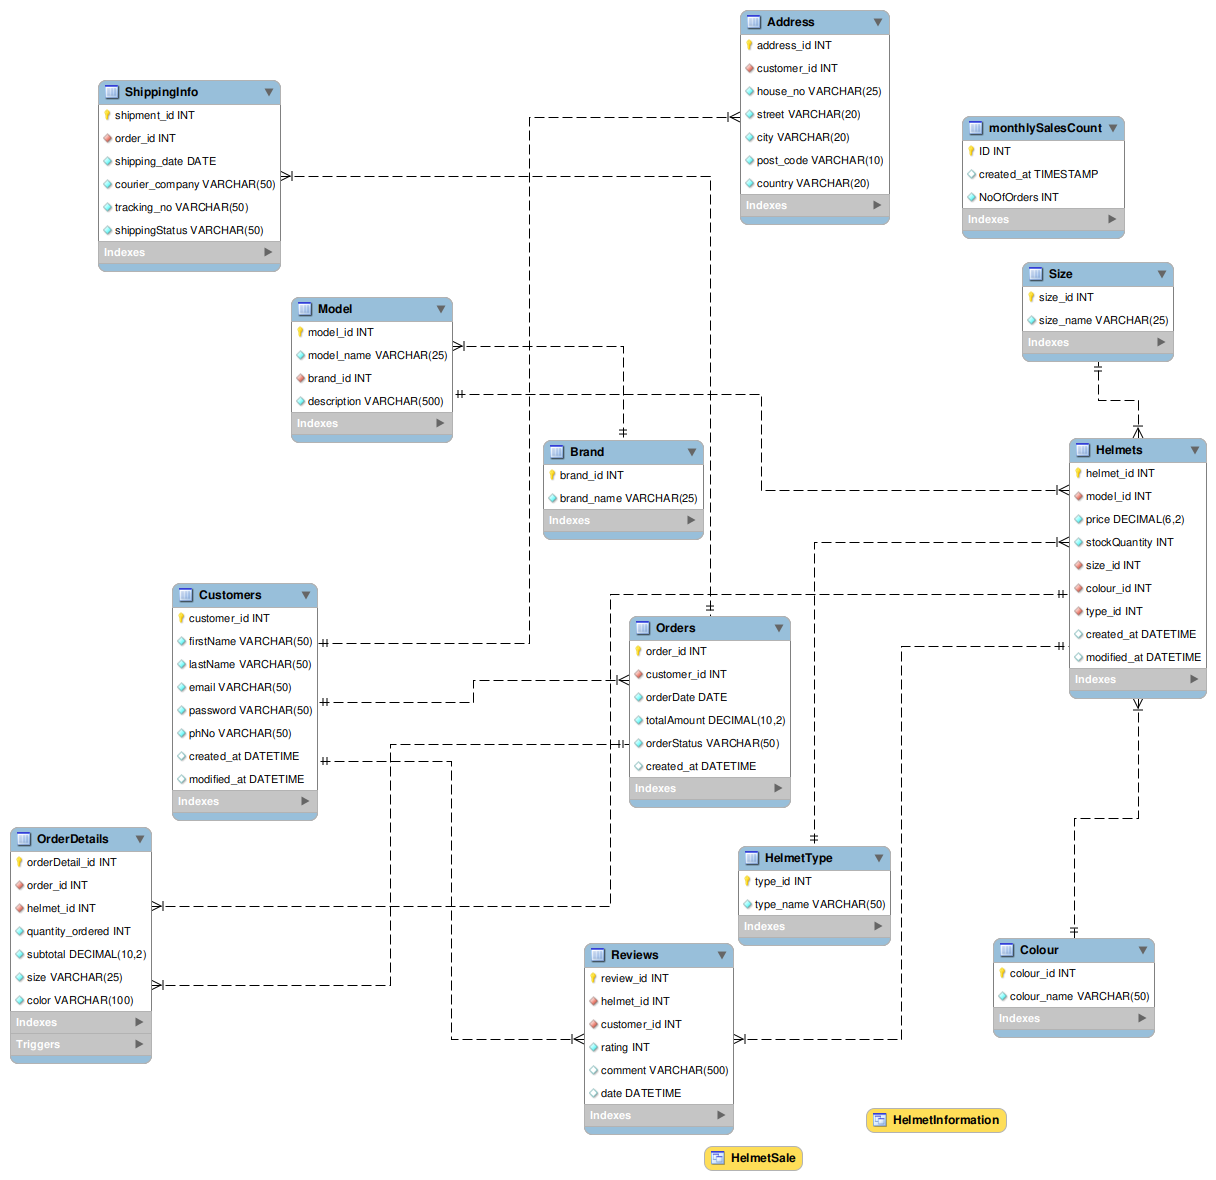 Address
address_id INT
customer_id INT
house_no VARCHAR(25)
street VARCHAR(20)
city VARCHAR(20)
post_code VARCHAR(10)
country VARCHAR(20)
Indexes
ShippingInfo
shipment_id INT
order_id INT
shipping_date DATE
courier_company VARCHAR(50)
tracking_no VARCHAR(50)
shippingStatus VARCHAR(50)
Indexes
monthlySalesCount
ID INT
created_at TIMESTAMP
NoOfOrders INT
Indexes
Size
size_id INT
size_name VARCHAR(25)
Indexes
Model
model_id INT
model_name VARCHAR(25)
brand_id INT
description VARCHAR(500)
Indexes
Brand
brand_id INT
brand_name VARCHAR(25)
Indexes
Helmets
helmet_id INT
model_id INT
price DECIMAL(6,2)
stockQuantity INT
size_id INT
colour_id INT
type_id INT
created_at DATETIME
modified_at DATETIME
Indexes
Customers
customer_id INT
firstName VARCHAR(50)
lastName VARCHAR(50)
email VARCHAR(50)
password VARCHAR(50)
phNo VARCHAR(50)
created_at DATETIME
modified_at DATETIME
Indexes
Orders
order_id INT
customer_id INT
orderDate DATE
totalAmount DECIMAL(10,2)
orderStatus VARCHAR(50)
created_at DATETIME
Indexes
OrderDetails
orderDetail_id INT
order_id INT
helmet_id INT
quantity_ordered INT
subtotal DECIMAL(10,2)
size VARCHAR(25)
color VARCHAR(100)
Indexes
Triggers
HelmetType
type_id INT
type_name VARCHAR(50)
Indexes
Reviews
review_id INT
helmet_id INT
customer_id INT
rating INT
comment VARCHAR(500)
date DATETIME
Indexes
Colour
colour_id INT
colour_name VARCHAR(50)
Indexes
HelmetInformation
HelmetSale